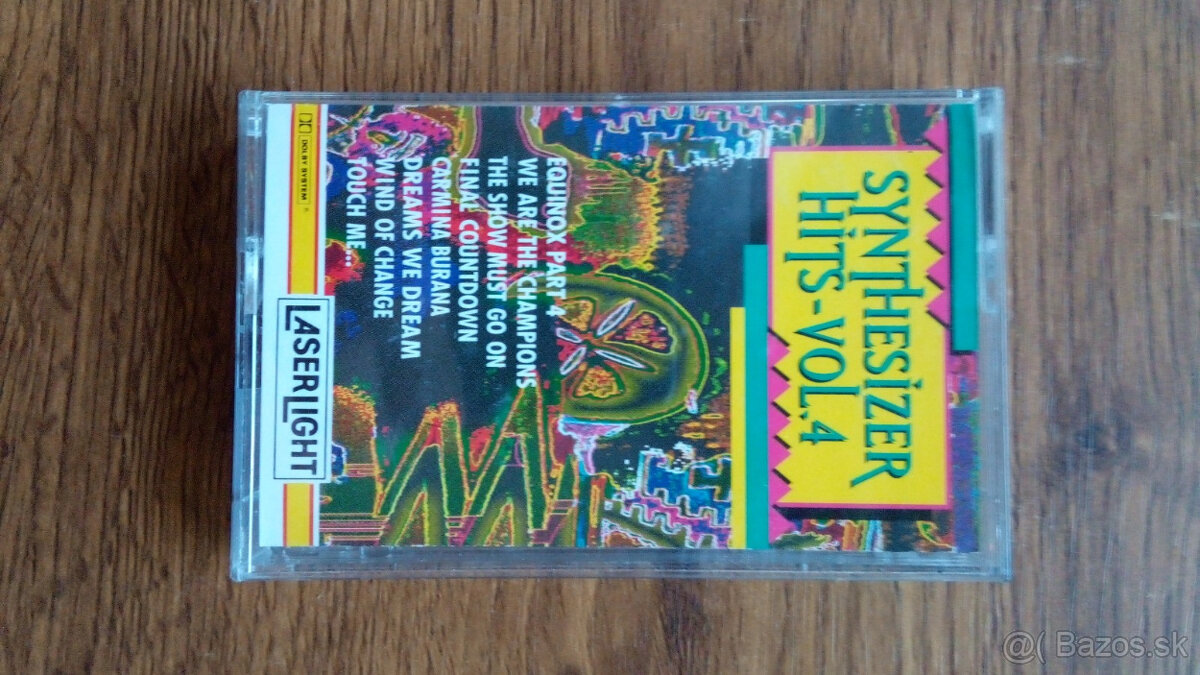 SYNTHESIZER
HITS-VOL.4
EQUINOX PART 4
WE ARE THE CHAMPIONS
THE SHOW MUST GO ON
FINAL COUNTDOWN
CARMINA BURANA
DREAMS WE DREAM
WIND OF CHANGE
TOUCH ME...
DOLBY SYSTEM
LASERLIGHT
@( Bazos.sk